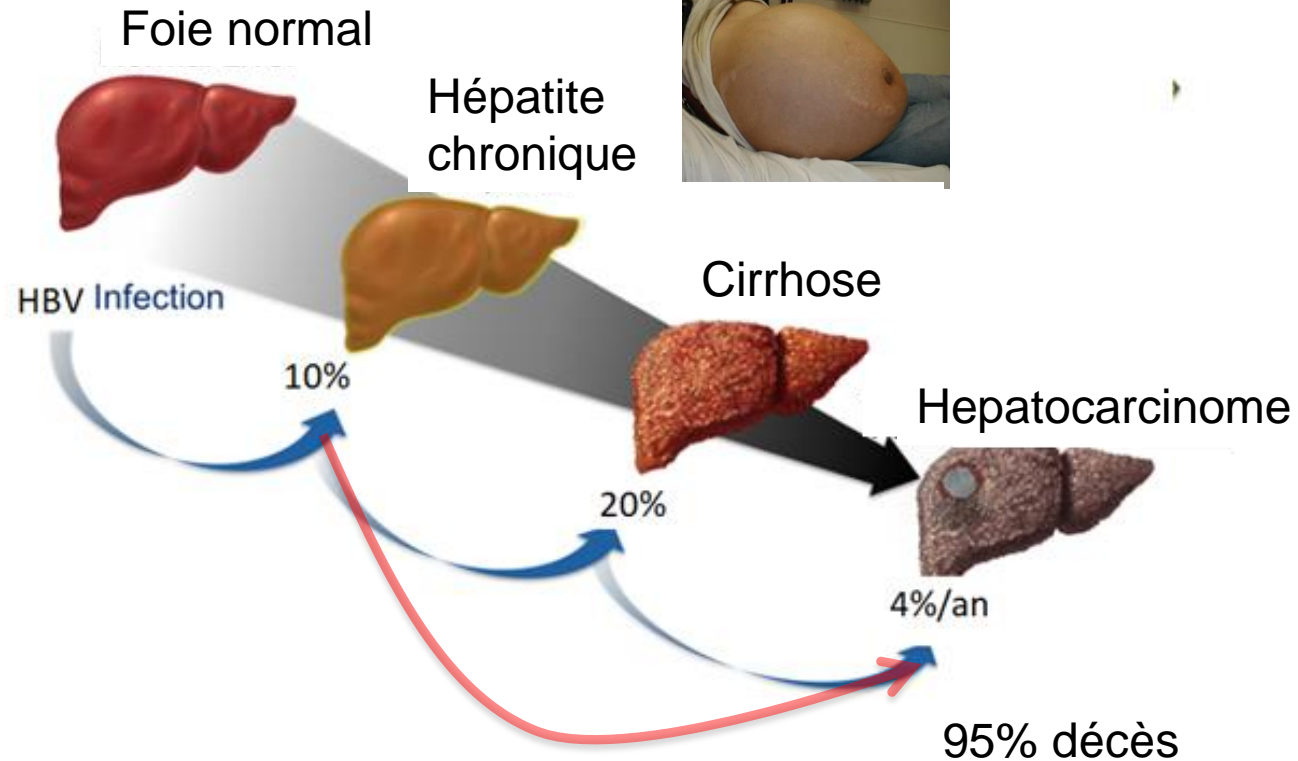 Foie normal
Hépatite
chronique
HBV Infection
Cirrhose
10%
Hepatocarcinome
20%
4%/an
95% décès